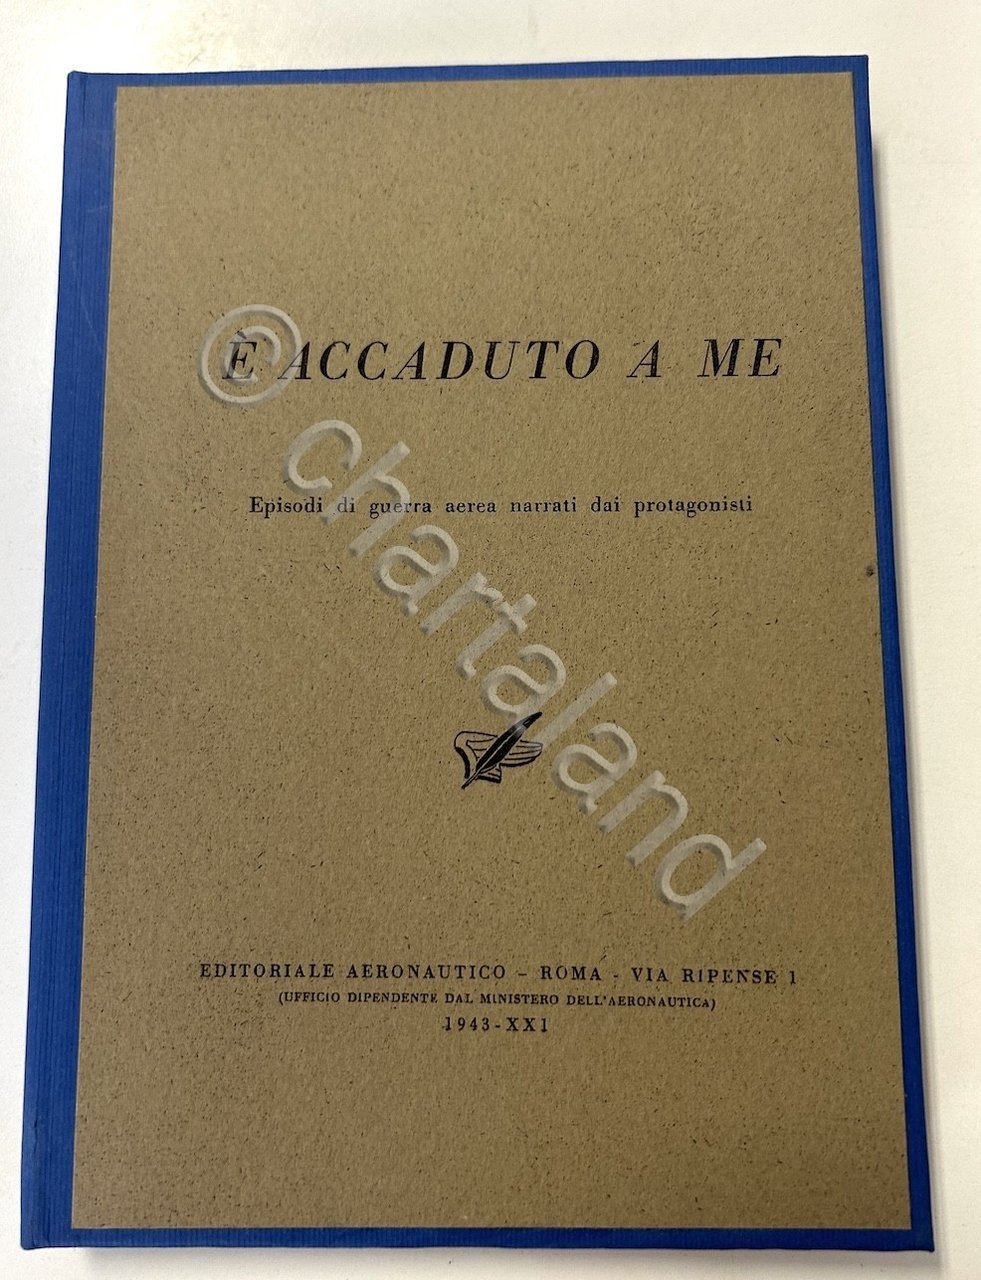 È ACCADUTO A ME
Episodi di guerra aerea narrati dai protagonisti
© chartaland
EDITORIALE AERONAUTICO – ROMA - VIA RIPENSE 1
(UFFICIO DIPENDENTE DAL MINISTERO DELL'AERONAUTICA)
1943-XXI